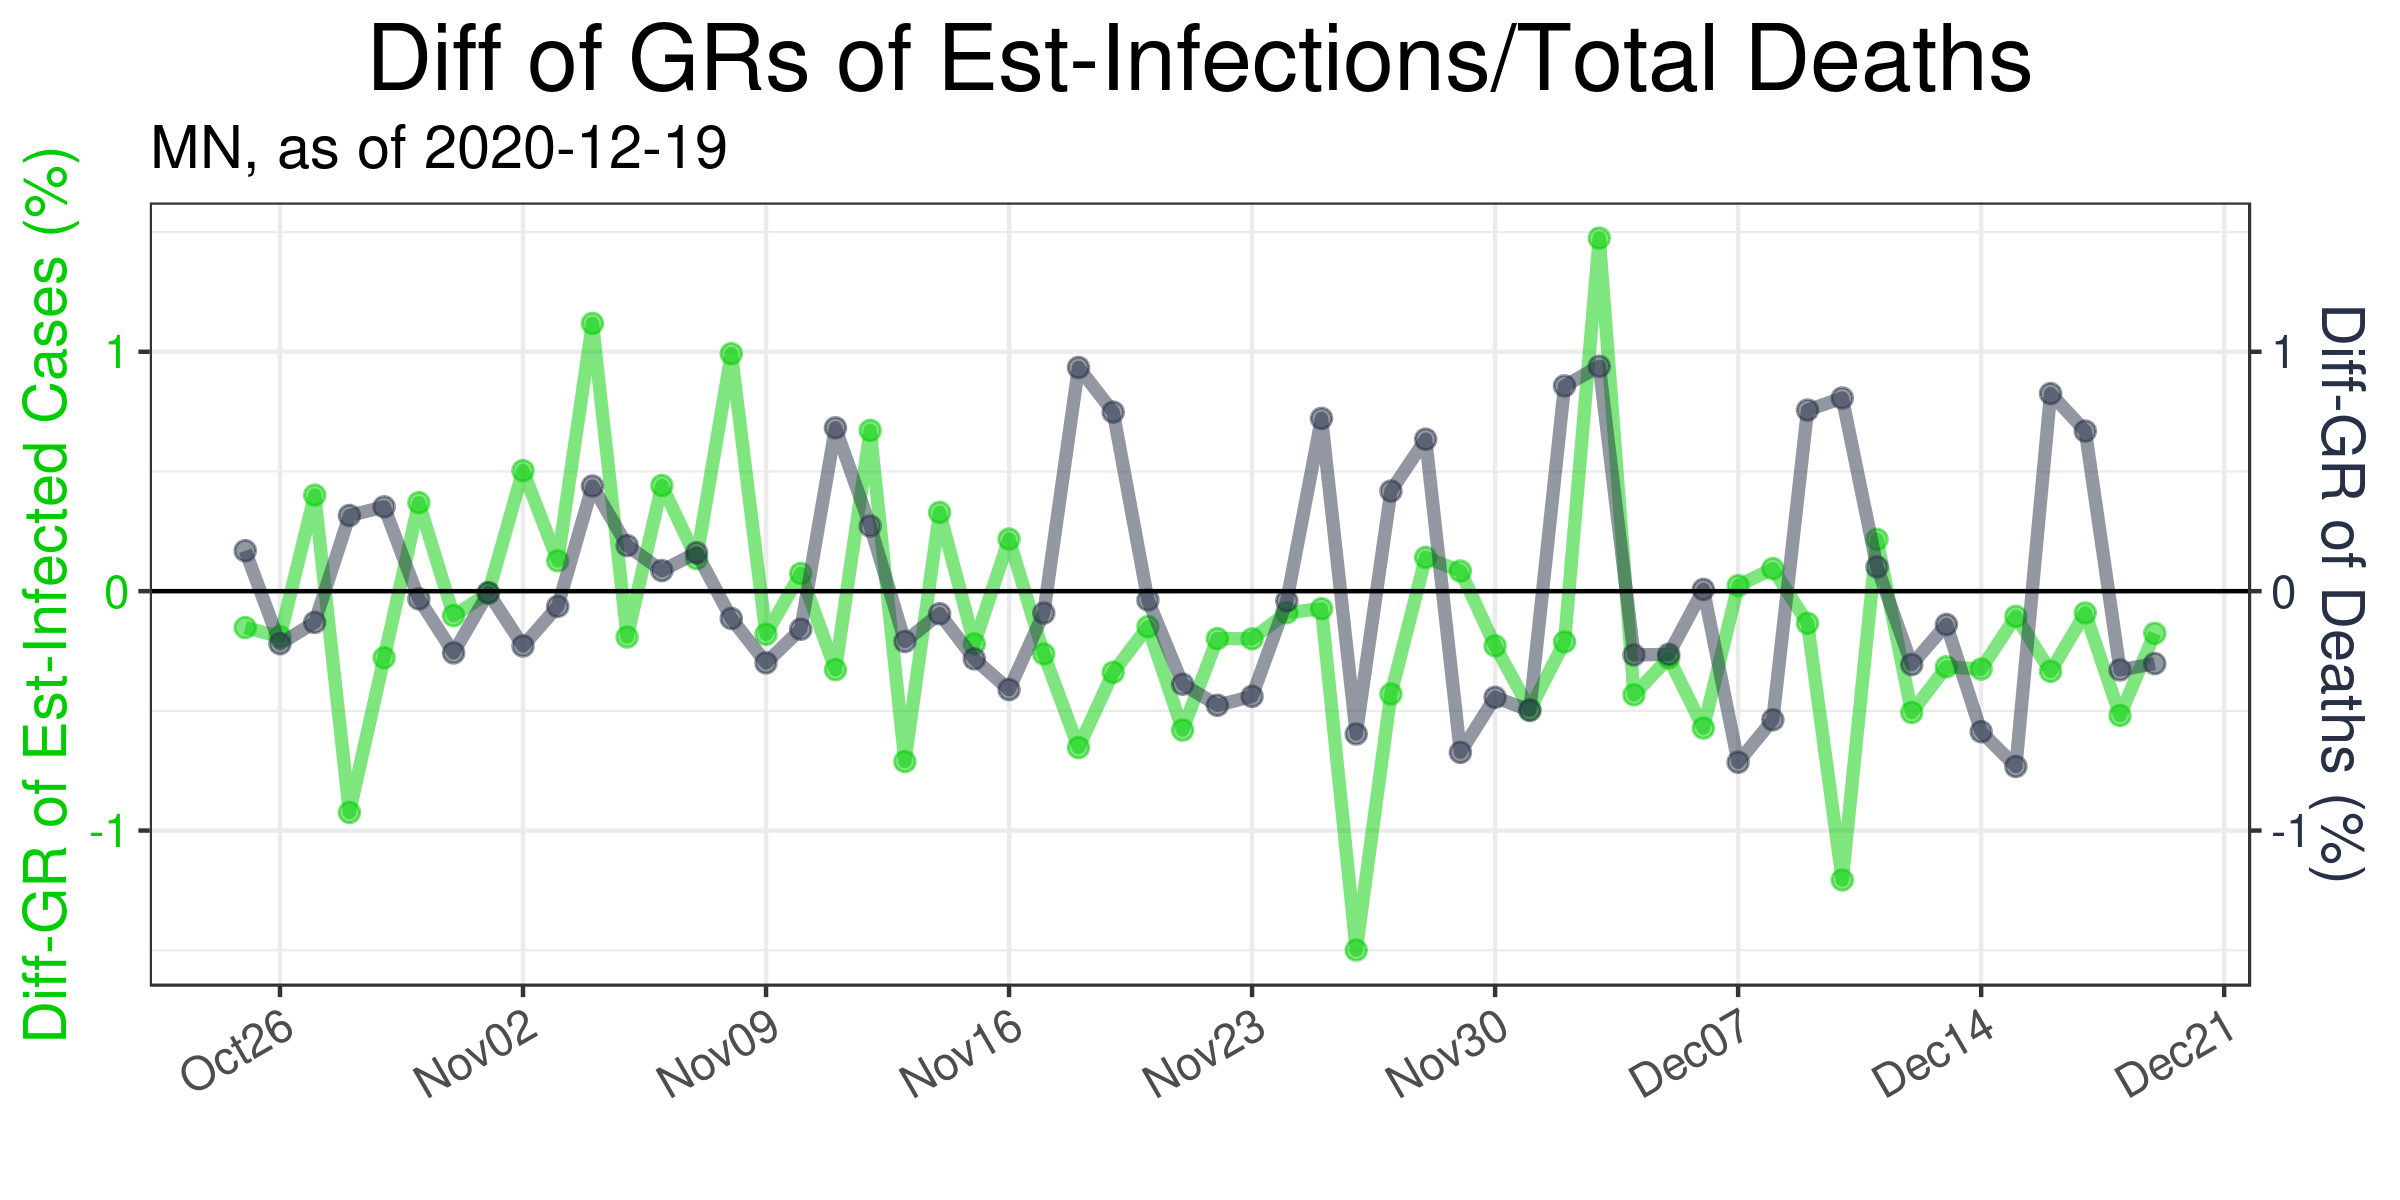 Diff of GRs of Est-Infections/Total Deaths
MN, as of 2020-12-19
Diff-GR of Est-Infected Cases (%)
1
0
-1
1
0
-1
Diff-GR of Deaths (%)
Oct26
Nov02
Nov09
Nov16
Nov23
Nov30
Dec07
Dec14
Dec21